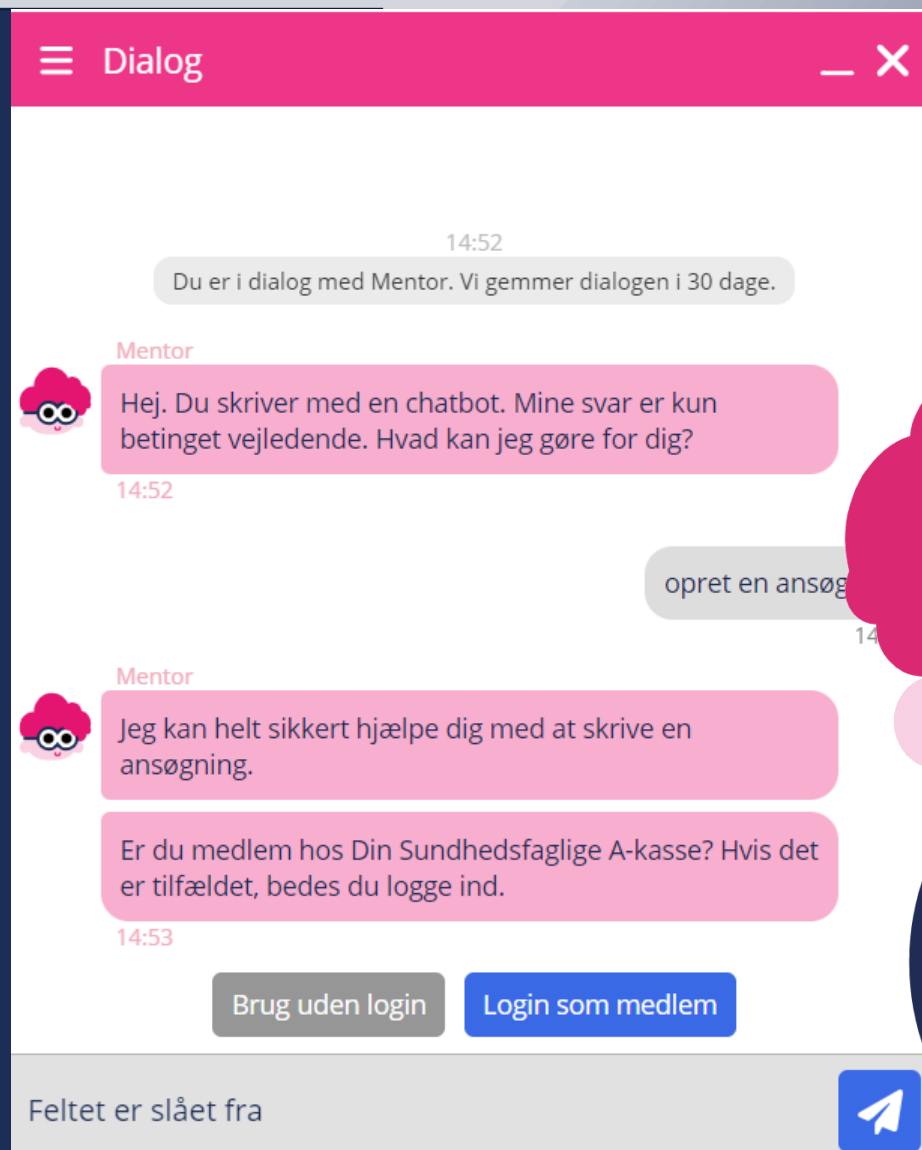 Dialog
14:52
Du er i dialog med Mentor. Vi gemmer dialogen i 30 dage.
Mentor
Hej. Du skriver med en chatbot. Mine svar er kun
betinget vejledende. Hvad kan jeg gøre for dig?
14:52
opret en
Mentor
Jeg kan helt sikkert hjælpe dig med at skrive en
ansøgning.
Er du medlem hos Din Sundhedsfaglige A-kasse? Hvis det
er tilfældet, bedes du logge ind.
14:53
Brug uden login
Login som medlem
Feltet er slået fra